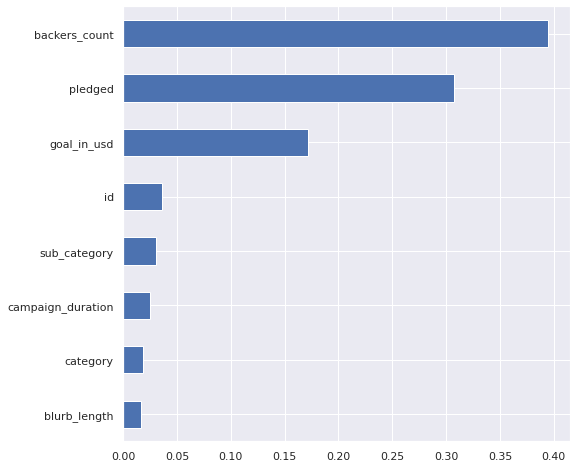 backers_count
pledged
goal_in_usd
id
sub_category
campaign_duration
category
blurb_length
0.00 0.05 0.10 0.15 0.20 0.25 0.30 0.35 0.40